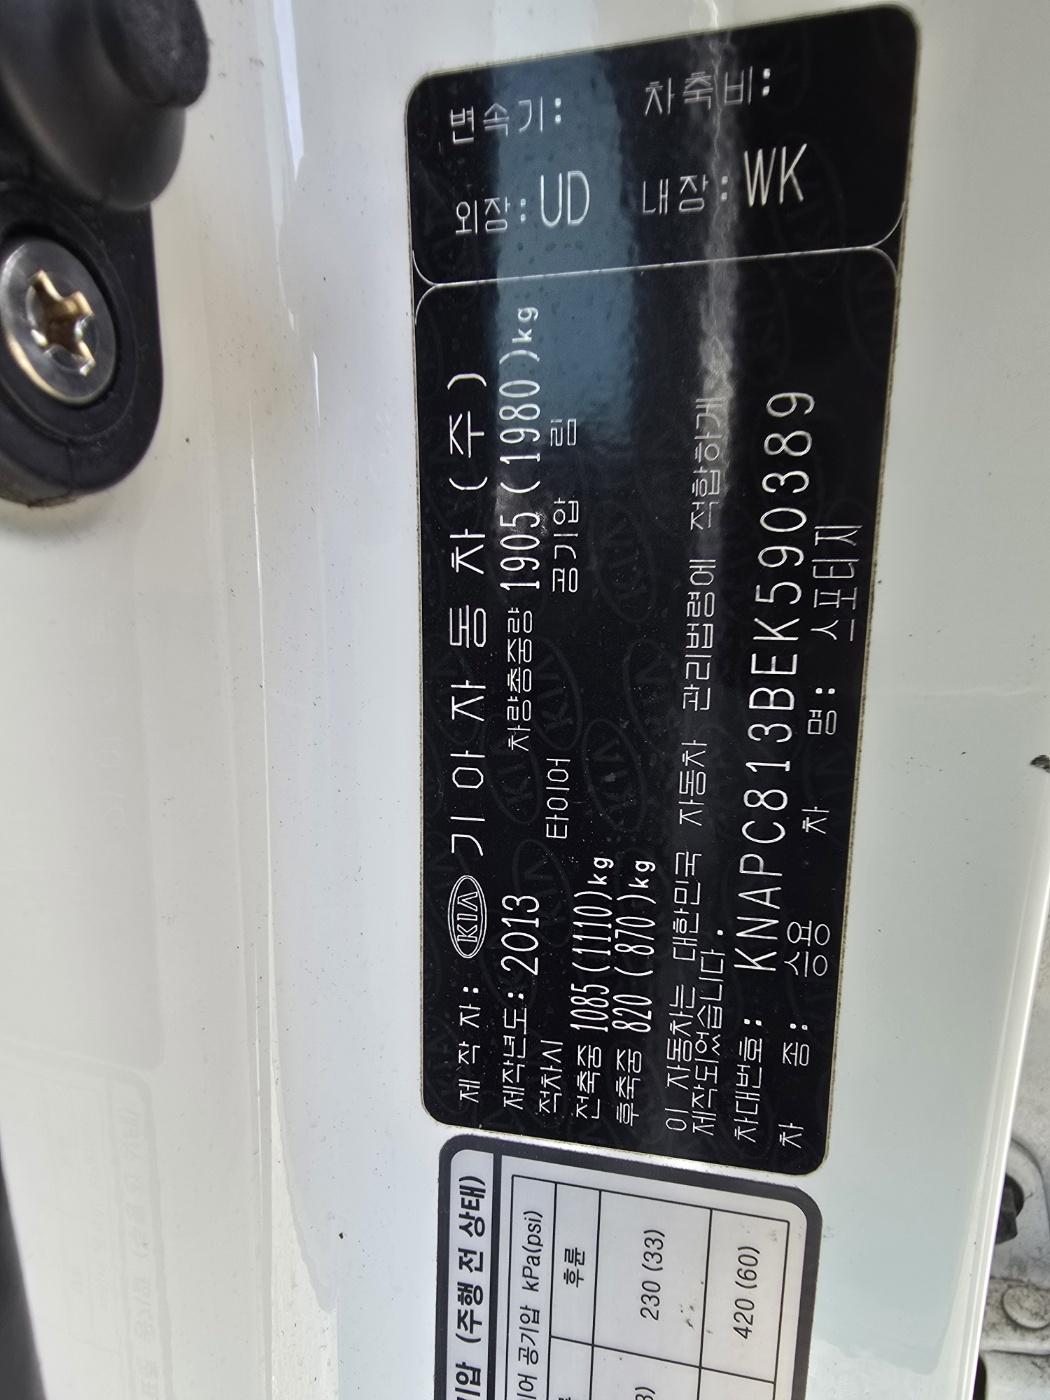 변속기: 차축비:
외장:UD 내장:WK
제 작 자: KIA 기 아 자 동 차 ( 주 )
제작년도:2013 차량총중량 1905 (1980 )kg
적차시 타이어 공기압 림
전축중 1085 (1110)kg
후축중 820 ( 870 )kg
이 자동차는 대한민국 자동차 관리법령에 적합하게
제작되었습니다.
차대번호: KNAPC813BEK590389
차 종: 승용 차 명: 스포티지
기압 (주행 전 상태)
이어 공기압 kPa(psi)
후륜
230 (33)
420 (60)